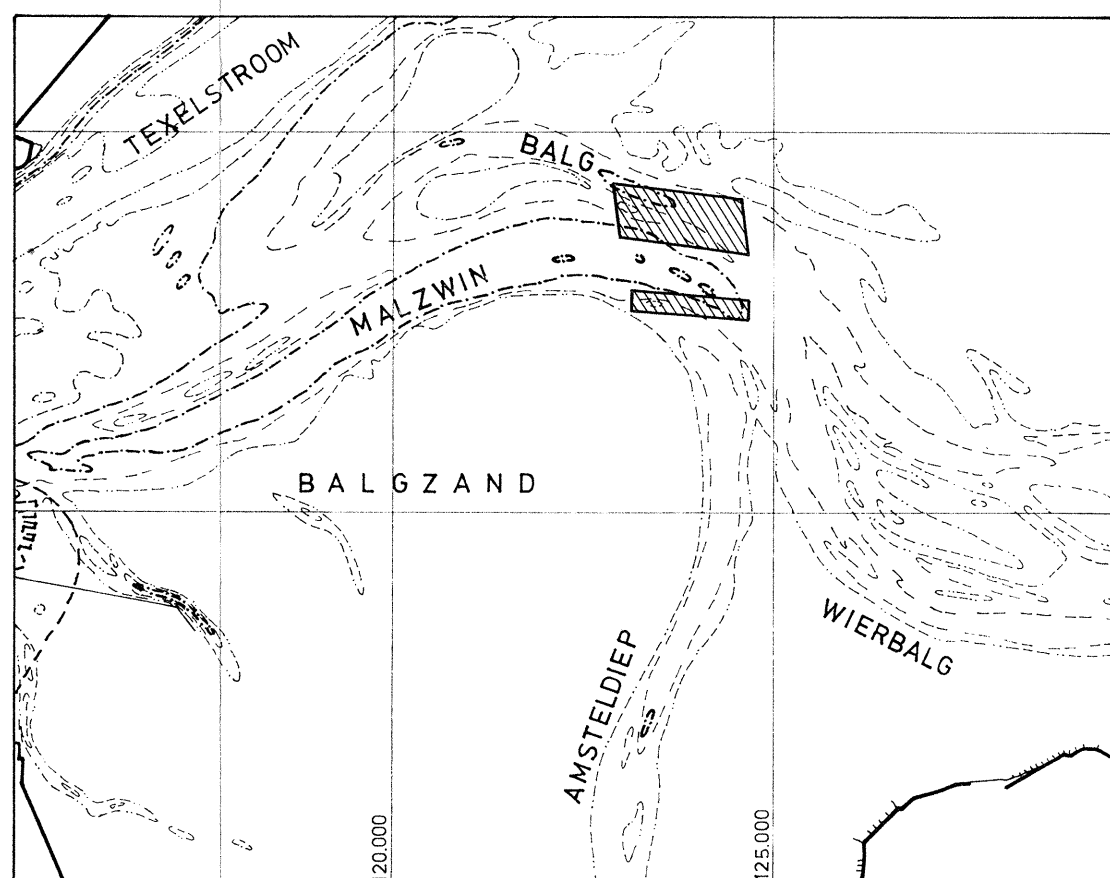 TEXELSTROOM
BALG
MALZWIN
BALGZAND
WIERBALG
AMSTELDIEP
120.000
125.000